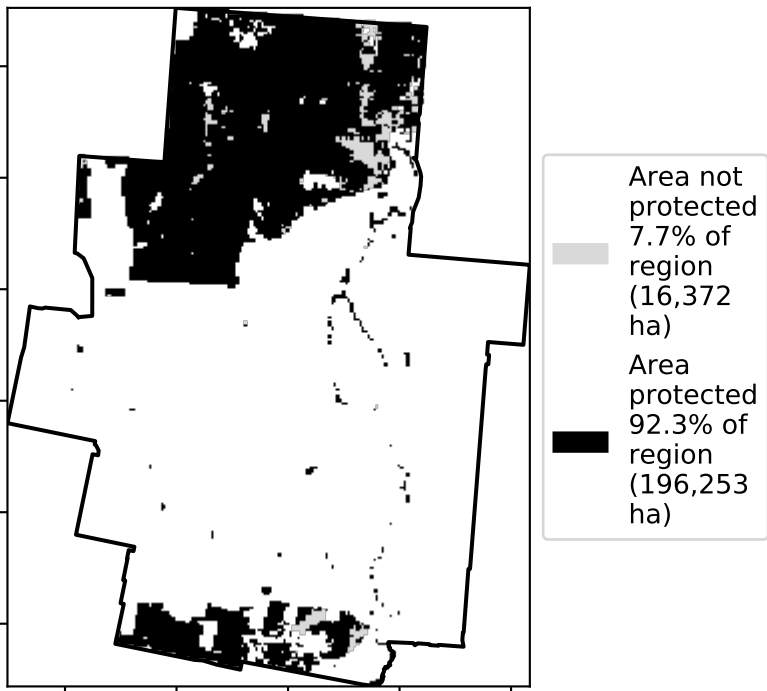 Area not
protected
7.7% of
region
(16,372
ha)
Area
protected
92.3% of
region
(196,253
ha)